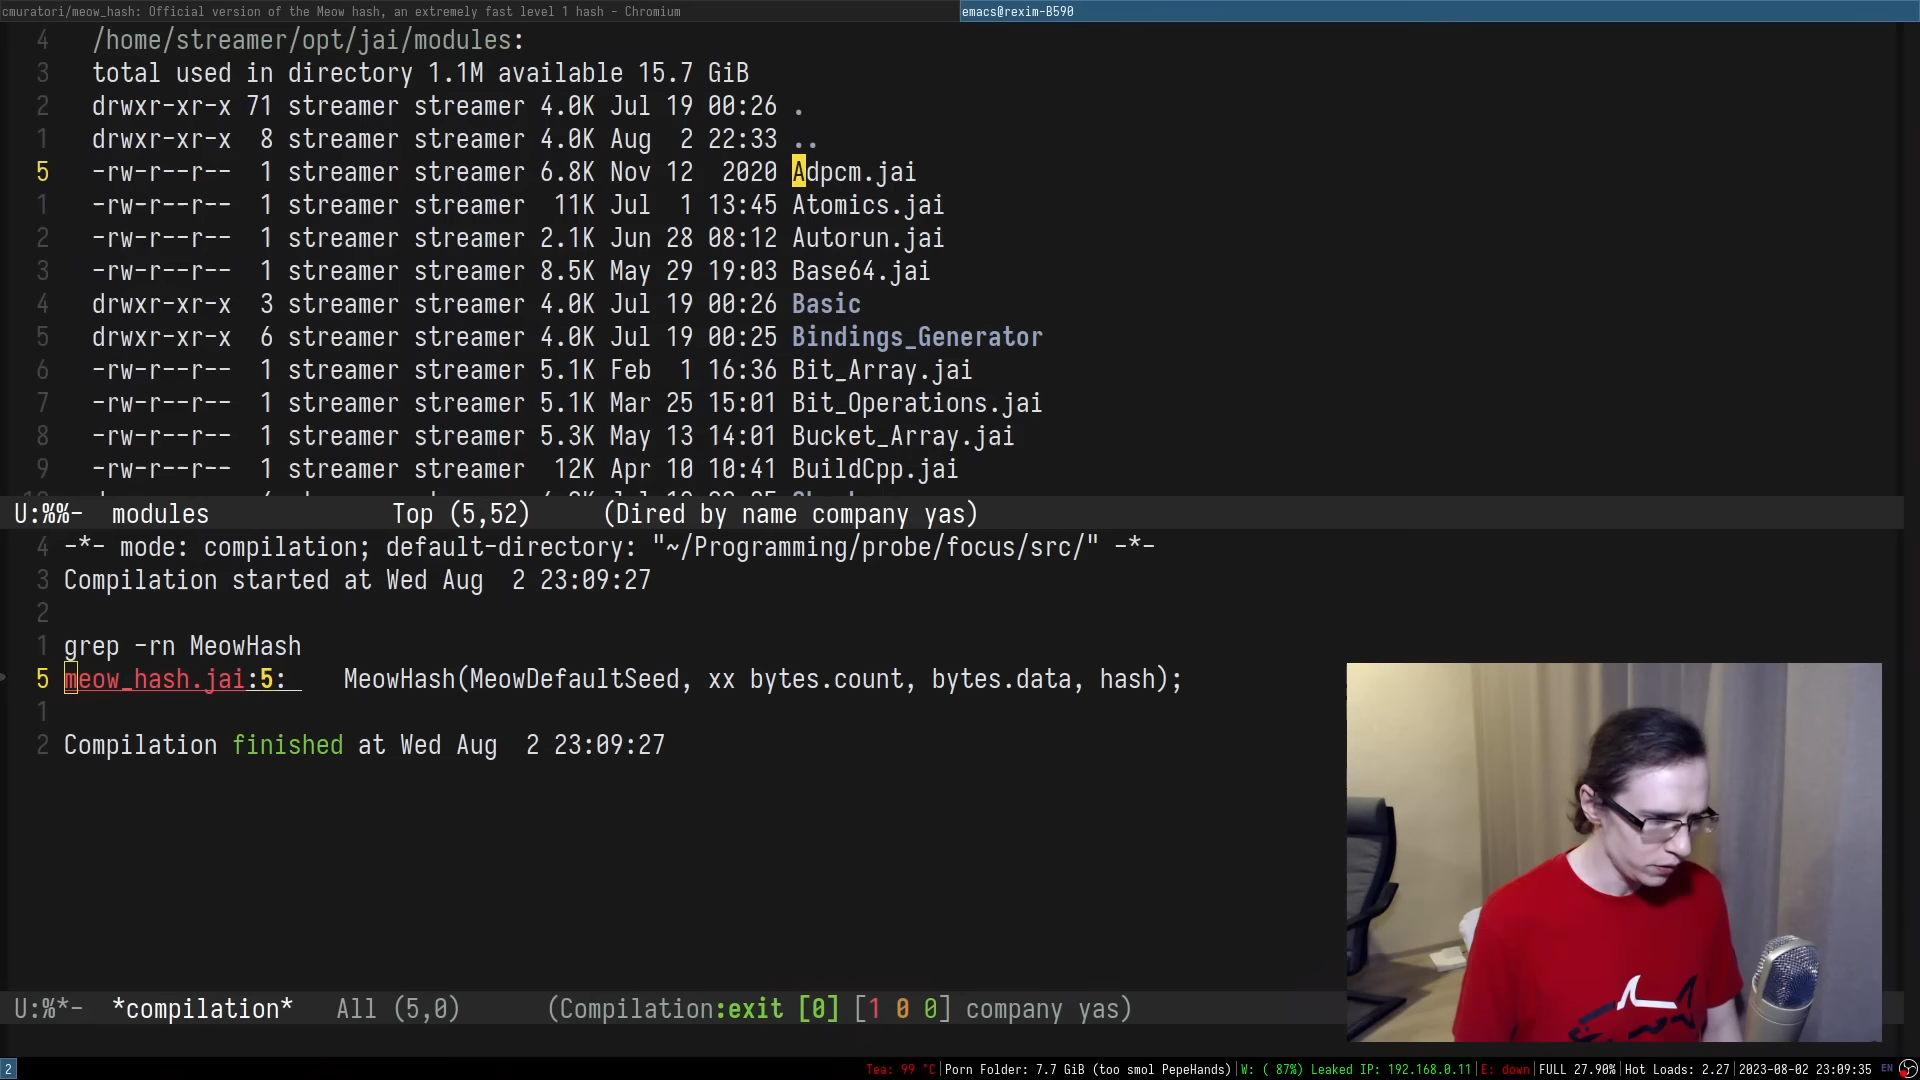 cmuratori/meow_hash: Official version of the Meow hash, an extremely fast level 1 hash - Chromium
emacs@rexim-B590
4 /home/streamer/opt/jai/modules:
3 total used in directory 1.1M available 15.7 GiB
2 drwxr-xr-x 71 streamer streamer 4.0K Jul 19 00:26 .
1 drwxr-xr-x 8 streamer streamer 4.0K Aug 2 22:33 ..
5 -rw-r--r-- 1 streamer streamer 6.8K Nov 12 2020 Adpcm.jai
1 -rw-r--r-- 1 streamer streamer 11K Jul 1 13:45 Atomics.jai
2 -rw-r--r-- 1 streamer streamer 2.1K Jun 28 08:12 Autorun.jai
3 -rw-r--r-- 1 streamer streamer 8.5K May 29 19:03 Base64.jai
4 drwxr-xr-x 3 streamer streamer 4.0K Jul 19 00:26 Basic
5 drwxr-xr-x 6 streamer streamer 4.0K Jul 19 00:25 Bindings_Generator
6 -rw-r--r-- 1 streamer streamer 5.1K Feb 1 16:36 Bit_Array.jai
7 -rw-r--r-- 1 streamer streamer 5.1K Mar 25 15:01 Bit_Operations.jai
8 -rw-r--r-- 1 streamer streamer 5.3K May 13 14:01 Bucket_Array.jai
9 -rw-r--r-- 1 streamer streamer 12K Apr 10 10:41 BuildCpp.jai
U:%%- modules Top (5,52) (Dired by name company yas)
4 -*- mode: compilation; default-directory: "~/Programming/probe/focus/src/" -*-
3 Compilation started at Wed Aug 2 23:09:27
2
1 grep -rn MeowHash
5 meow_hash.jai:5: MeowHash(MeowDefaultSeed, xx bytes.count, bytes.data, hash);
1
2 Compilation finished at Wed Aug 2 23:09:27
U:%*- *compilation* All (5,0) (Compilation:exit [0] [1 0 0] company yas)
2
Tea: 99 °C|Porn Folder: 7.7 GiB (too smol PepeHands)|W: ( 87%) Leaked IP: 192.168.0.11|E: down|FULL 27.90%|Hot Loads: 2.27|2023-08-02 23:09:35 EN